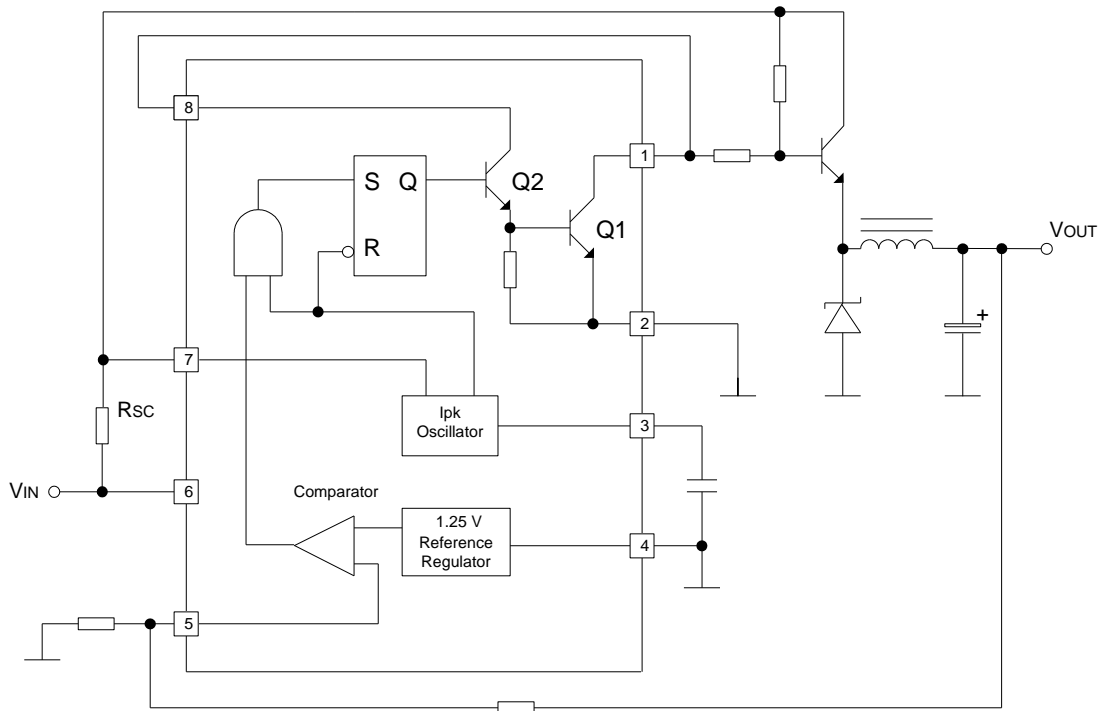 8
1
S Q
Q2
Q1
R
VOUT
+
2
7
RSC
Ipk
Oscillator
3
VIN
6
Comparator
1.25 V
Reference
Regulator
4
5